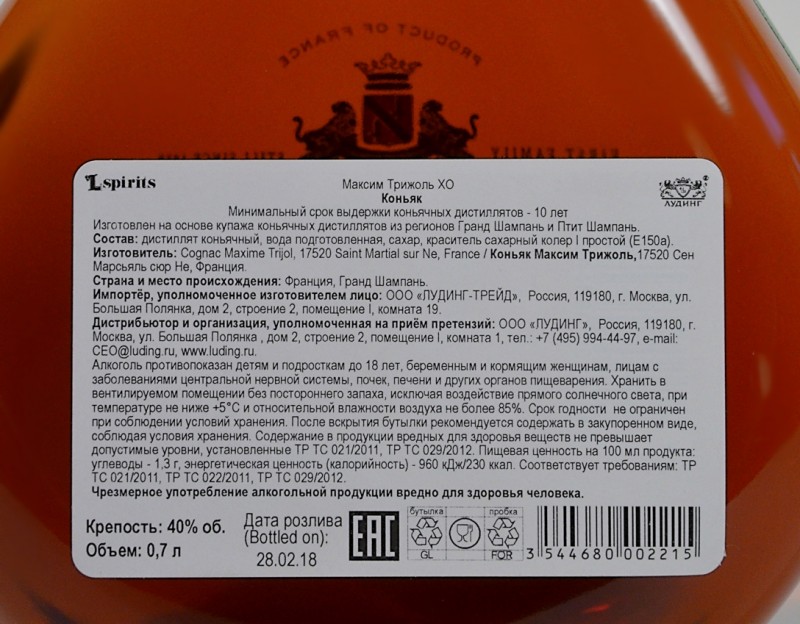 PRODUCT OF FRANCE
N
STILL SINCE
FIRST FAMILY
Lspirits
Максим Трижоль XO
ЛУДИНГ
Коньяк
Минимальный срок выдержки коньячных дистиллятов - 10 лет
Изготовлен на основе купажа коньячных дистиллятов из регионов Гранд Шампань и Птит Шампань.
Состав: дистиллят коньячный, вода подготовленная, сахар, краситель сахарный колер I простой (Е150а).
Изготовитель: Cognac Maxime Trijol, 17520 Saint Martial sur Ne, France / Коньяк Максим Трижоль,17520 Сен
Марсьяль сюр Не, Франция.
Страна и место происхождения: Франция, Гранд Шампань.
Импортёр, уполномоченное изготовителем лицо: ООО «ЛУДИНГ-ТРЕЙД», Россия, 119180, г. Москва, ул.
Большая Полянка, дом 2, строение 2, помещение I, комната 19.
Дистрибьютор и организация, уполномоченная на приём претензий: ООО «ЛУДИНГ», Россия, 119180, г.
Москва, ул. Большая Полянка , дом 2, строение 2, помещение I, комната 1, тел.: +7 (495) 994-44-97, e-mail:
CEO@luding.ru, www.luding.ru.
Алкоголь противопоказан детям и подросткам до 18 лет, беременным и кормящим женщинам, лицам с
заболеваниями центральной нервной системы, почек, печени и других органов пищеварения. Хранить в
вентилируемом помещении без постороннего запаха, исключая воздействие прямого солнечного света, при
температуре не ниже +5°С и относительной влажности воздуха не более 85%. Срок годности не ограничен
при соблюдении условий хранения. После вскрытия бутылки рекомендуется хранить в закупоренном виде,
соблюдая условия хранения. Содержание в продукции вредных для здоровья веществ не превышает
допустимые уровни, установленные ТР ТС 021/2011, ТР ТС 029/2012. Пищевая ценность на 100 мл продукта:
углеводы - 1,3 г, энергетическая ценность (калорийность) - 960 кДж/230 ккал. Соответствует требованиям: ТР
ТС 021/2011, ТР ТС 022/2011, ТР ТС 029/2012.
Чрезмерное употребление алкогольной продукции вредно для здоровья человека.
Крепость: 40% об.
Объем: 0,7 л
Дата розлива
(Bottled on):
28.02.18
EAC
бутылка
GL
пробка
FOR
3 544680 002215